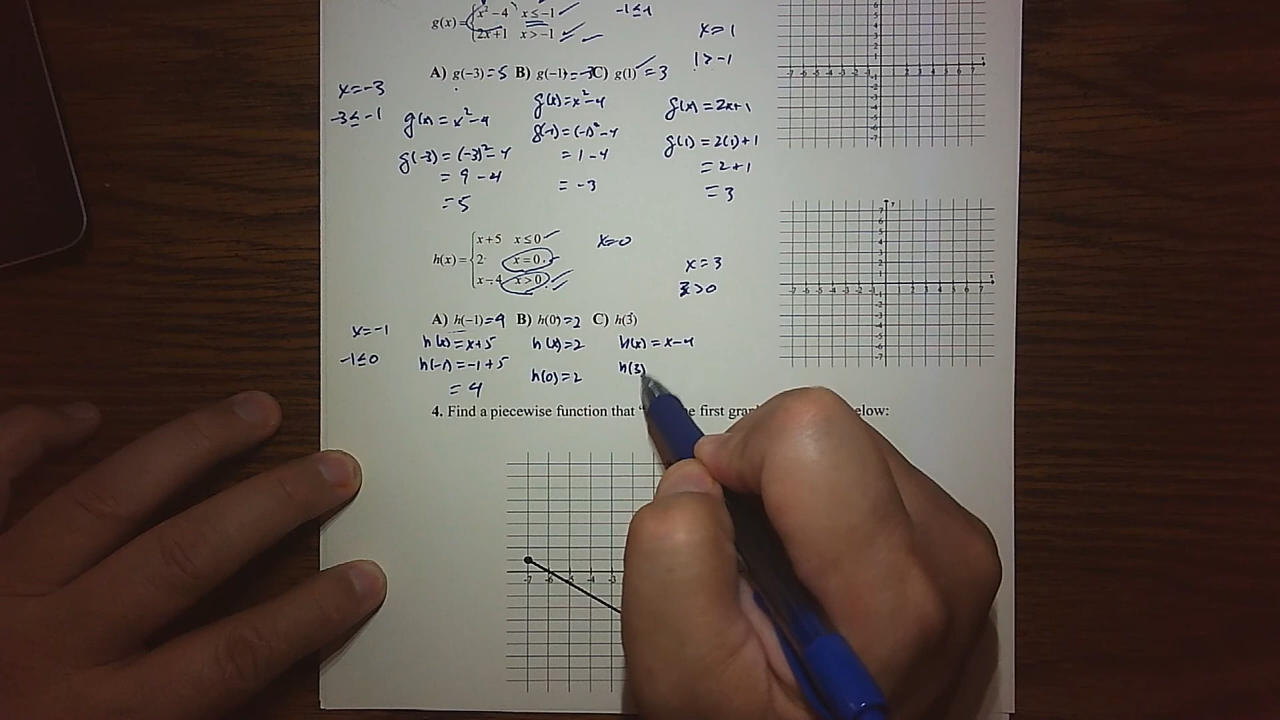 g(x) = { x² − 4 x ≤ −1
2x + 1 x > −1
-1≤-1
x = 1
1 > -1
A) g(−3) = 5 B) g(−1) = -3 C) g(1) = 3
x = -3
-3 ≤ -1
g(x) = x² - 4
g(-3) = (-3)² - 4
= 9 - 4
= 5
g(x) = x² - 4
g(-1) = (-1)² - 4
= 1 - 4
= -3
g(x) = 2x+1
g(1) = 2(1)+1
= 2+1
= 3
h(x) = { x + 5 x ≤ 0
2 x = 0
x − 4 x > 0
x=0
x = 3
3 > 0
A) h(−1) = 4 B) h(0) = 2 C) h(3)
x = -1
-1 ≤ 0
h(x) = x+5
h(-1) = -1 + 5
= 4
h(x) = 2
h(0) = 2
h(x) = x - 4
h(3)
4. Find a piecewise function that